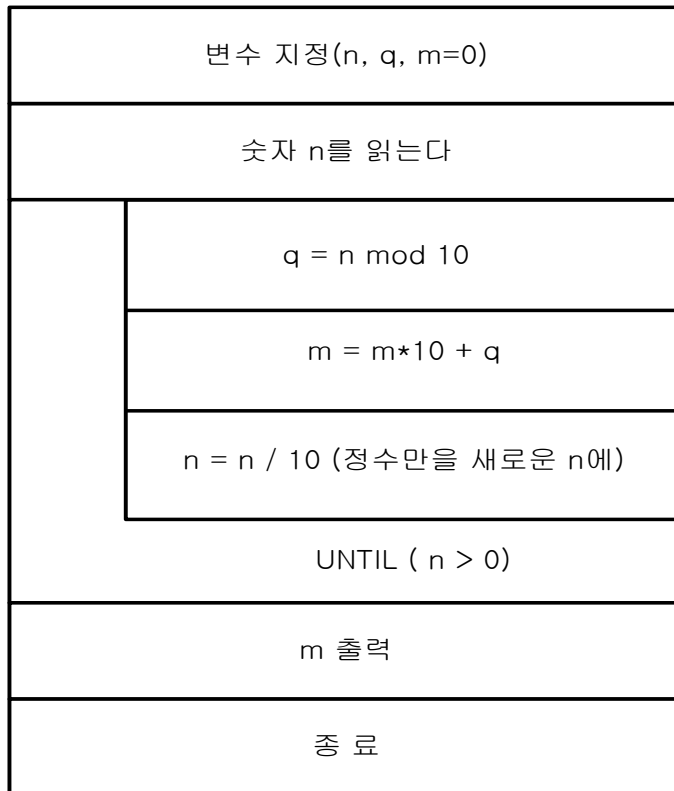 변수 지정(n, q, m=0)
숫자 n를 읽는다
q = n mod 10
m = m*10 + q
n = n / 10 (정수만을 새로운 n에)
UNTIL ( n > 0)
m 출력
종 료